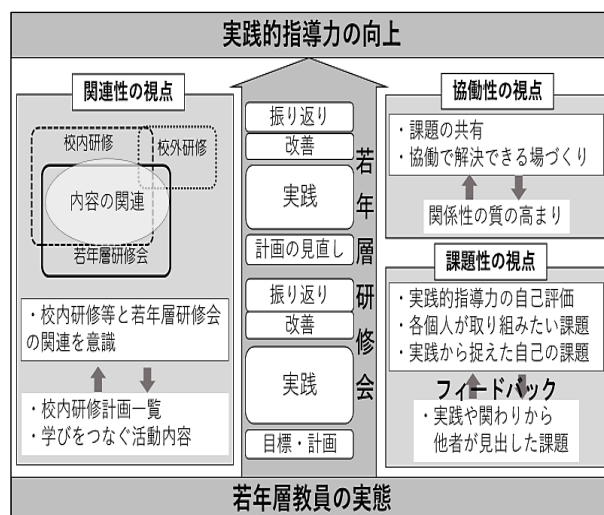 実践的指導力の向上
関連性の視点
校内研修
校外研修
内容の関連
若年層研修会
・校内研修等と若年層研修会
の関連を意識
・校内研修計画一覧
・学びをつなぐ活動内容
振り返り
改善
実践
計画の見直し
振り返り
改善
実践
目標・計画
若年層研修会
協働性の視点
・課題の共有
・協働で解決できる場づくり
関係性の質の高まり
課題性の視点
・実践的指導力の自己評価
・各個人が取り組みたい課題
・実践から捉えた自己の課題
フィードバック
・実践や関わりから
他者が見出した課題
若年層教員の実態